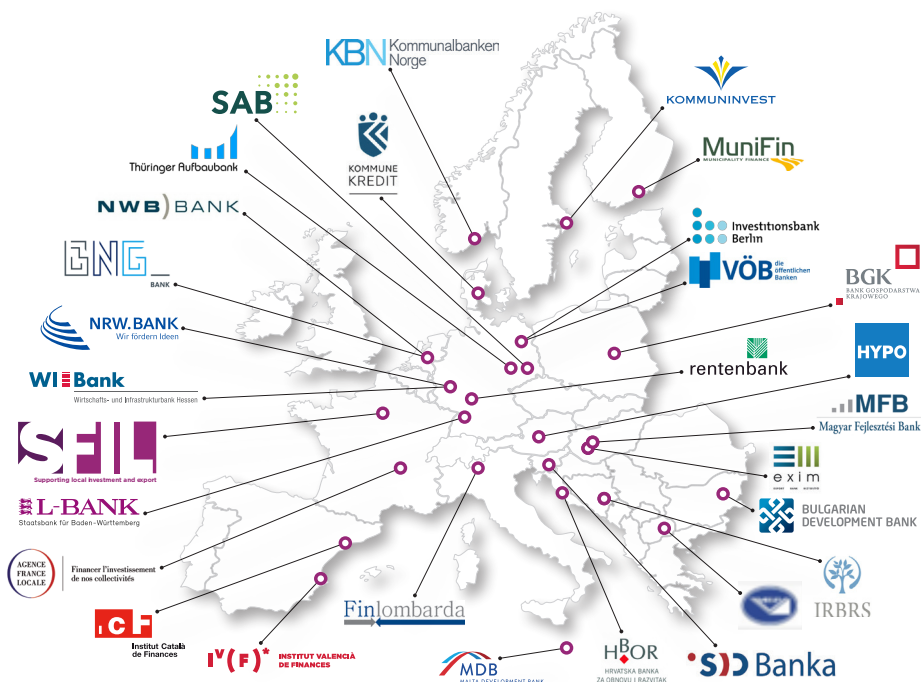 KBN Kommunalbanken
Norge
KOMMUNINVEST
SAB
MuniFin
MUNICIPALITY FINANCE
Thüringer Aufbaubank
KOMMUNE
KREDIT
NWB) BANK
Investitionsbank
Berlin
VÖB die
öffentlichen
Banken
BNG
BANK
BGK
BANK GOSPODARSTWA
KRAJOWEGO
NRW.BANK
Wir fördern Ideen
HYPO
rentenbank
WIBank
Wirtschafts- und Infrastrukturbank Hessen
MFB
Magyar Fejlesztési Bank
SFIL
Supporting local investment and export
exim
L-BANK
Staatsbank für Baden-Württemberg
BULGARIAN
DEVELOPMENT BANK
AGENCE
FRANCE
LOCALE
Financer l'investissement
de nos collectivités
IRBRS
ICF
Institut Català
de Finances
Finlombarda
IV(F)*
INSTITUT VALENCIÀ
DE FINANCES
MDB
MALTA DEVELOPMENT BANK
HBOR
HRVATSKA BANKA
ZA OBNOVU I RAZVITAK
SID Banka